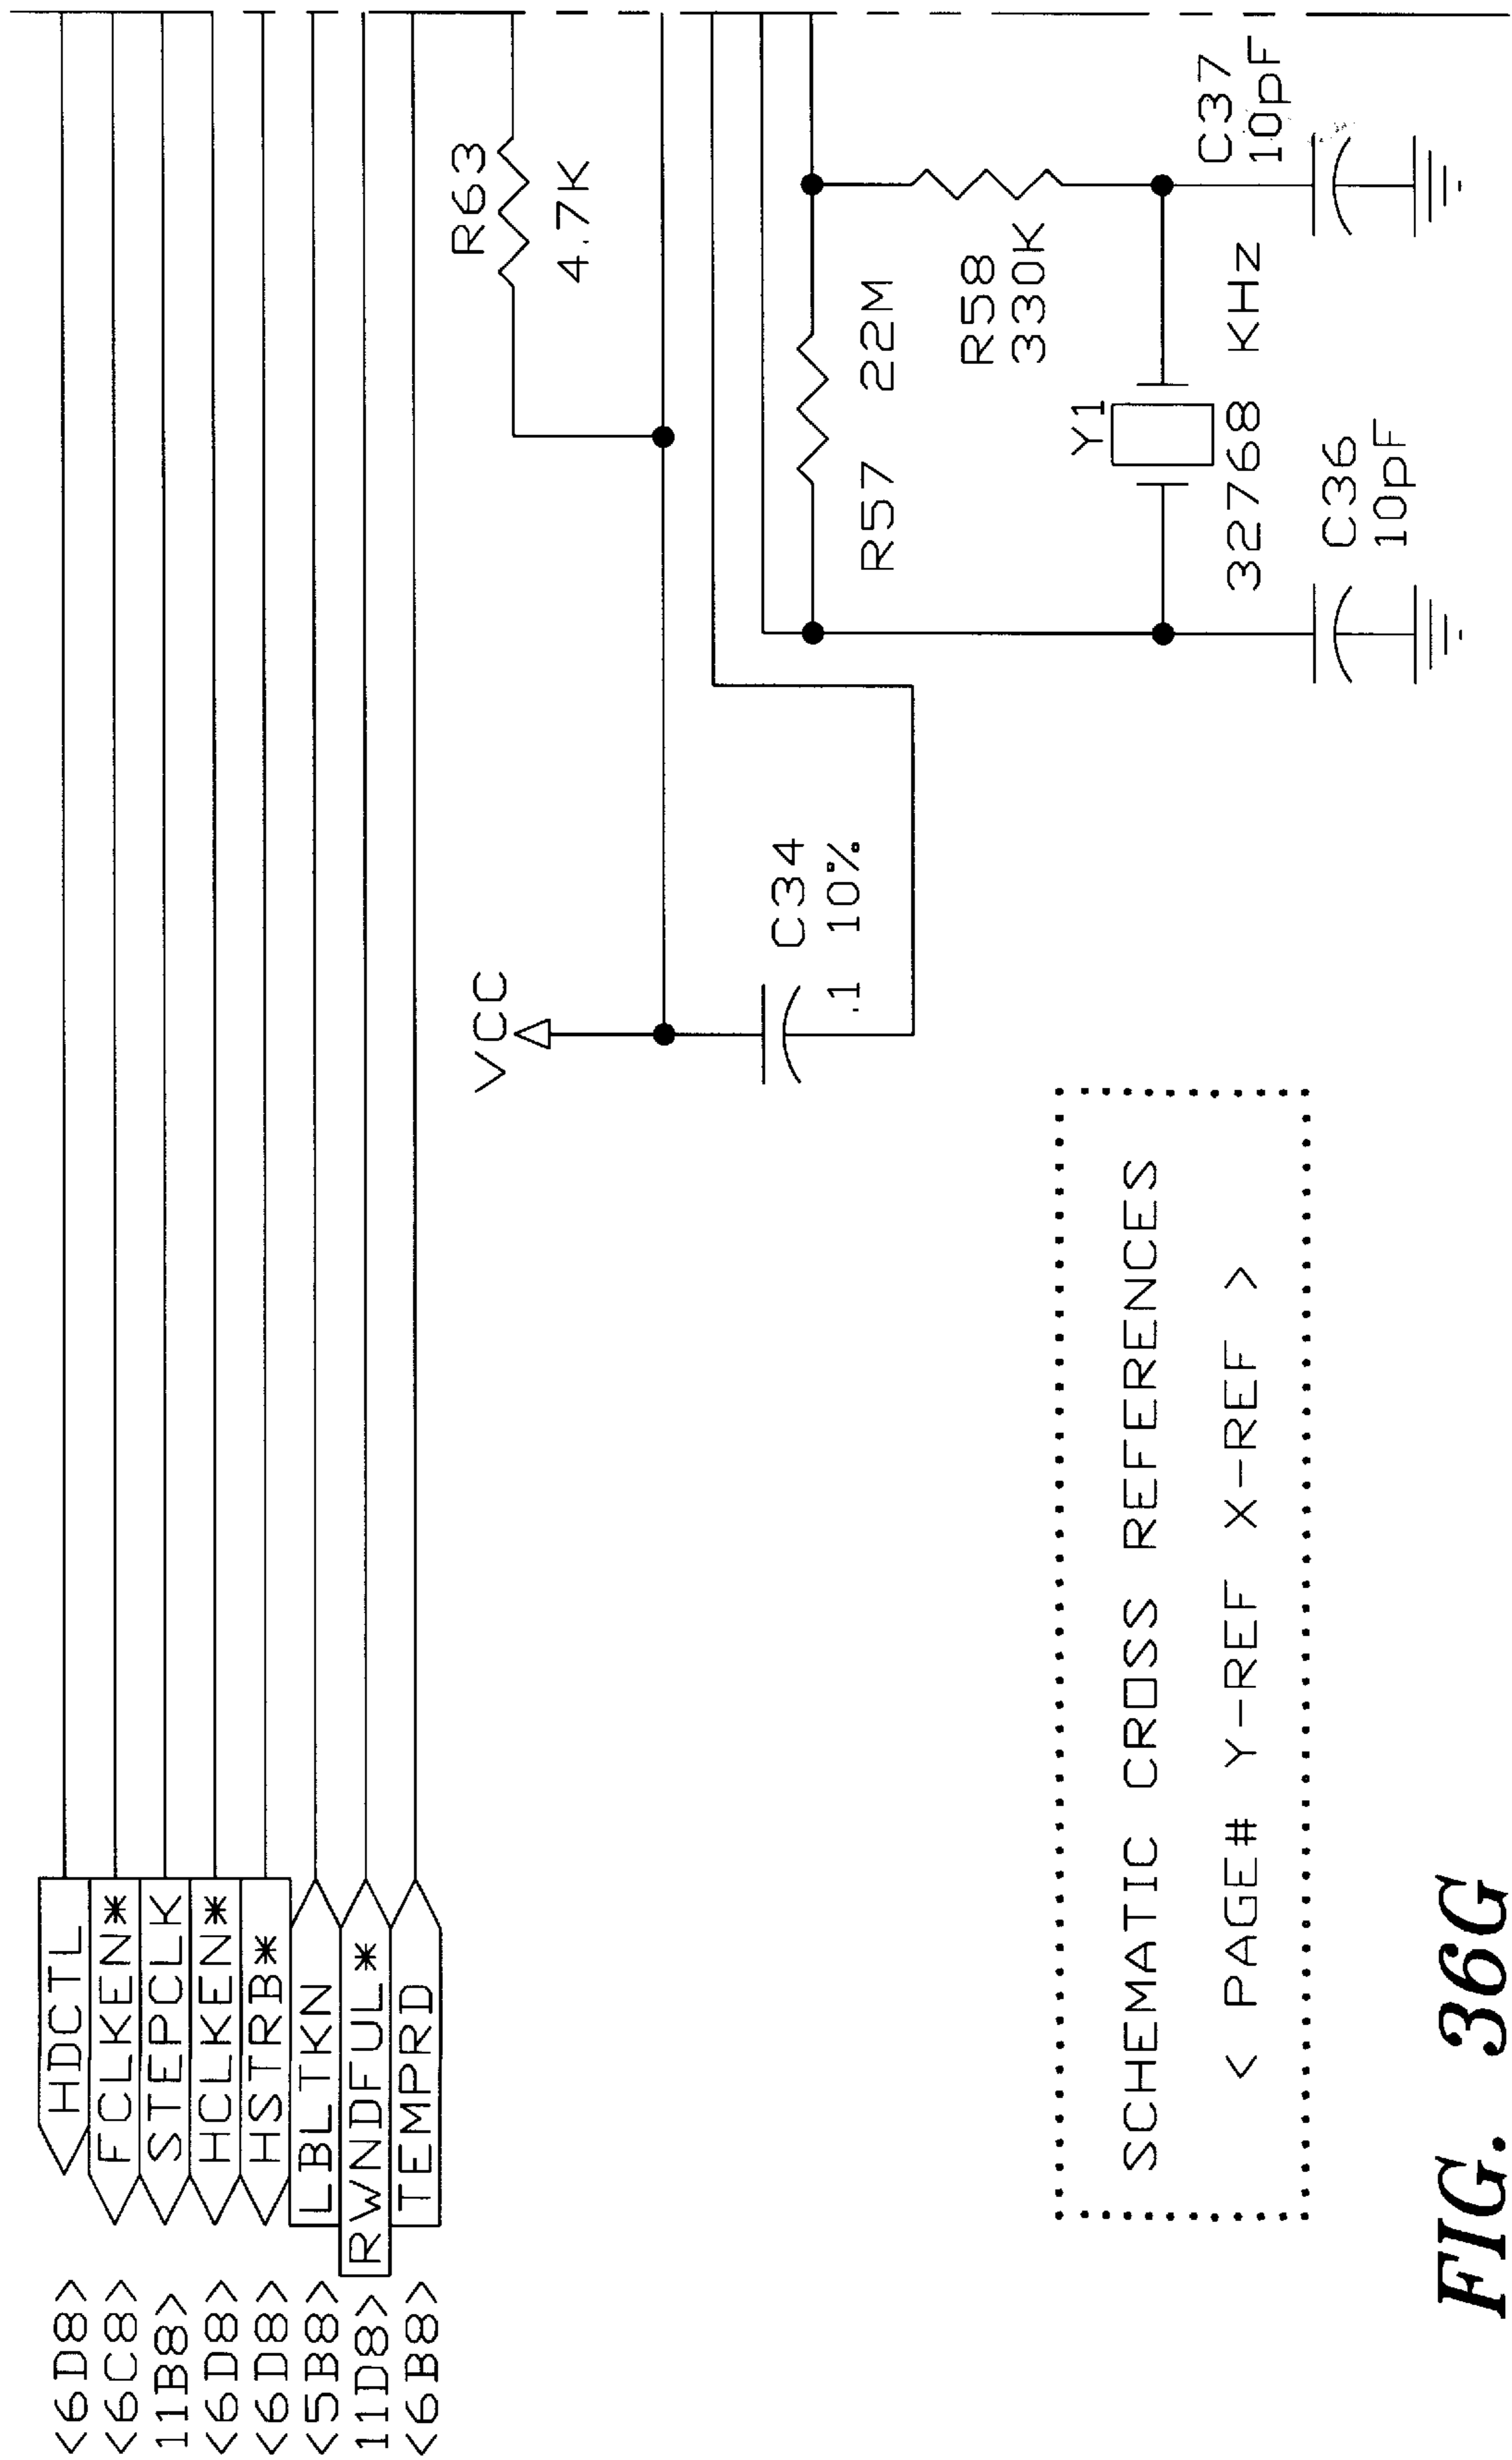 <6D8> HDCTL
<6C8> FCLKEN*
11B8> STEPCLK
<6D8> HCLKEN*
<6D8> HSTRB*
<5B8> LBLTKN
11D8> RWNDFUL*
<6B8> TEMPRD
R63
4.7K
VCC
C34
.1 10%
R57 22M
R58
330K
Y1
32768 KHz
C37
10pF
C36
10pF
SCHEMATIC CROSS REFERENCES
< PAGE# Y-REF X-REF >
FIG. 36G